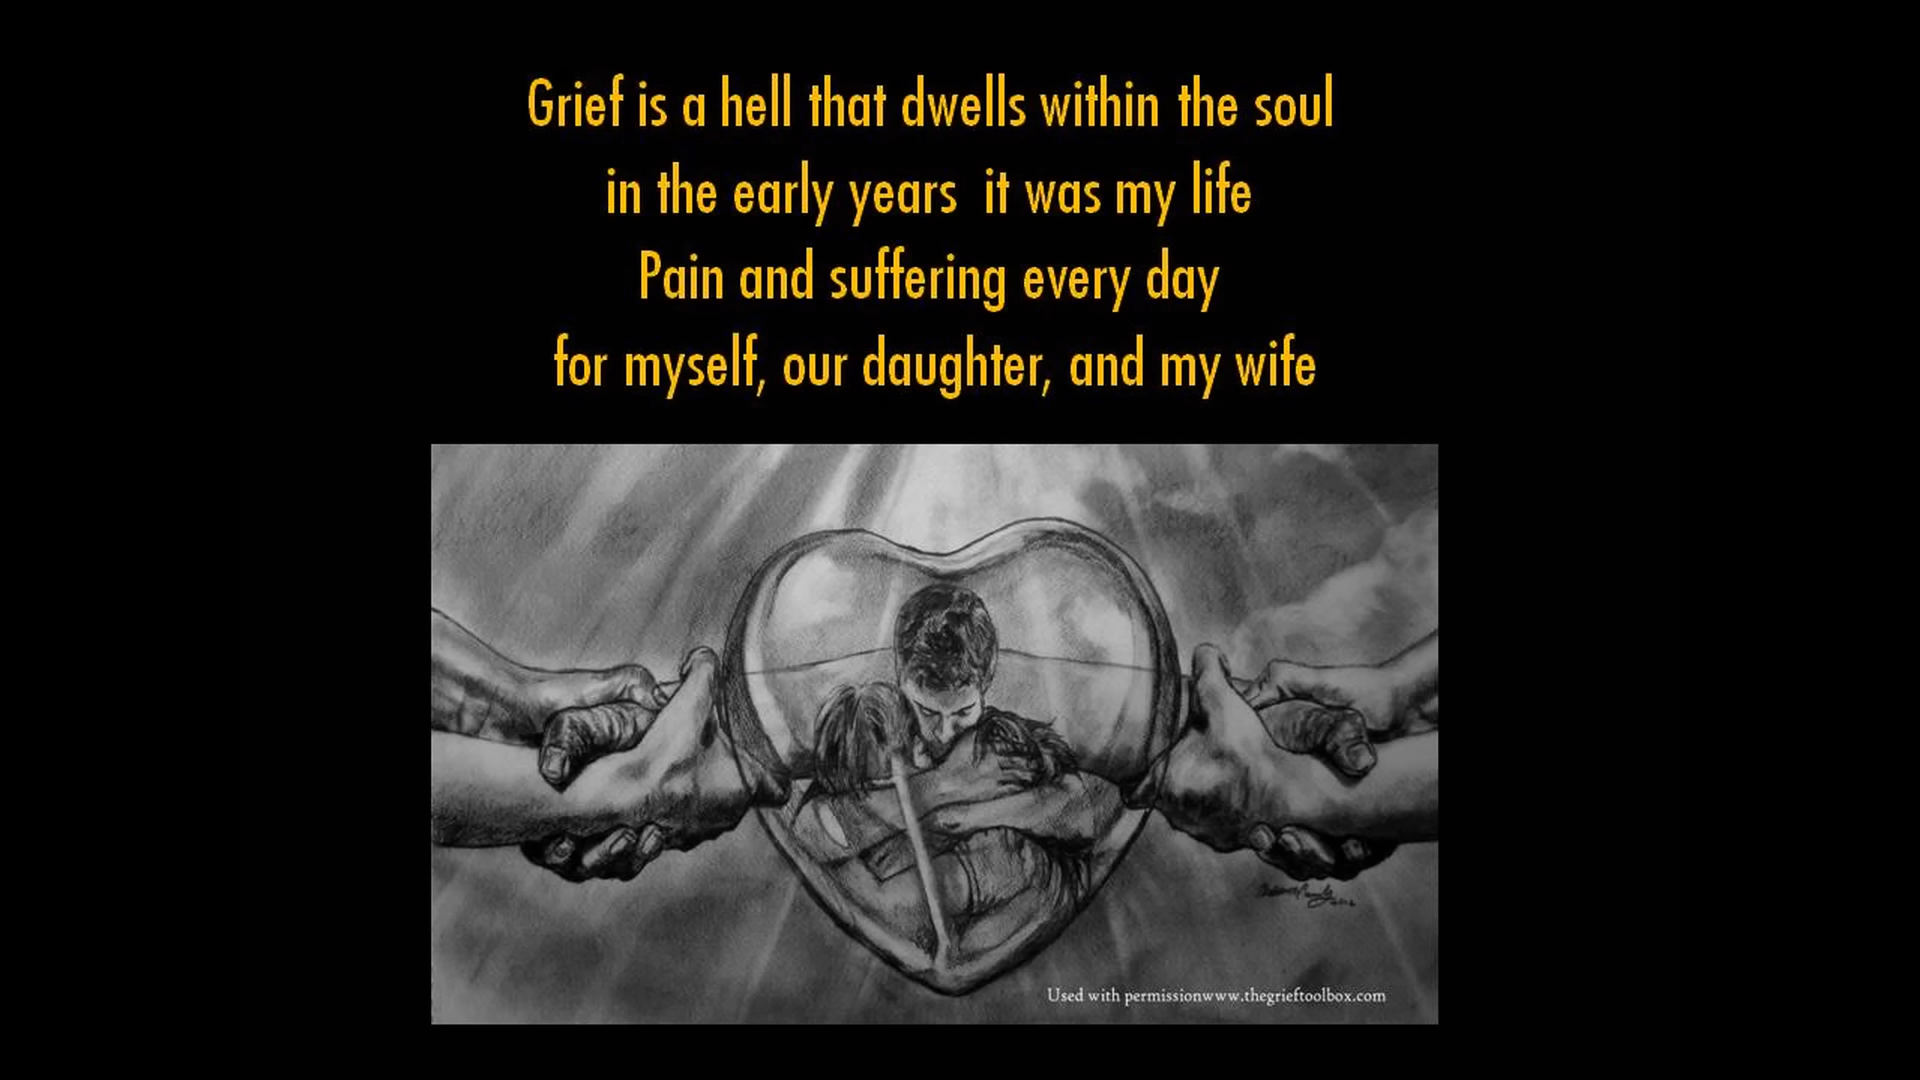 Grief is a hell that dwells within the soul
in the early years it was my life
Pain and suffering every day
for myself, our daughter, and my wife
Used with permissionwww.thegrieftoolbox.com